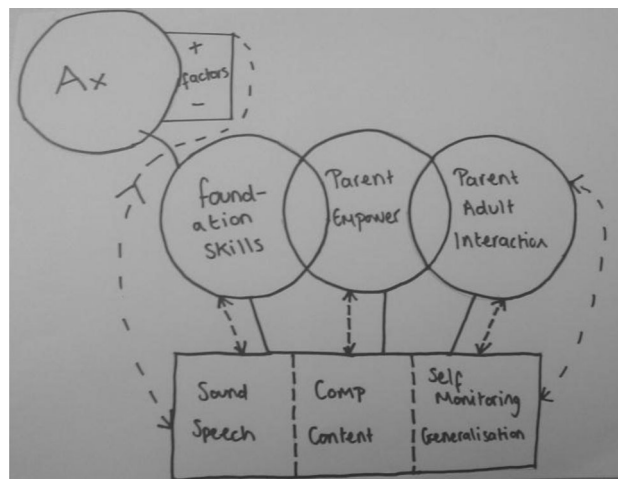 Ax
+
factors
-
Found-
ation
Skills
Parent
Empower
Parent
Adult
Interaction
Sound
Speech
Comp
Content
Self
Monitoring
Generalisation